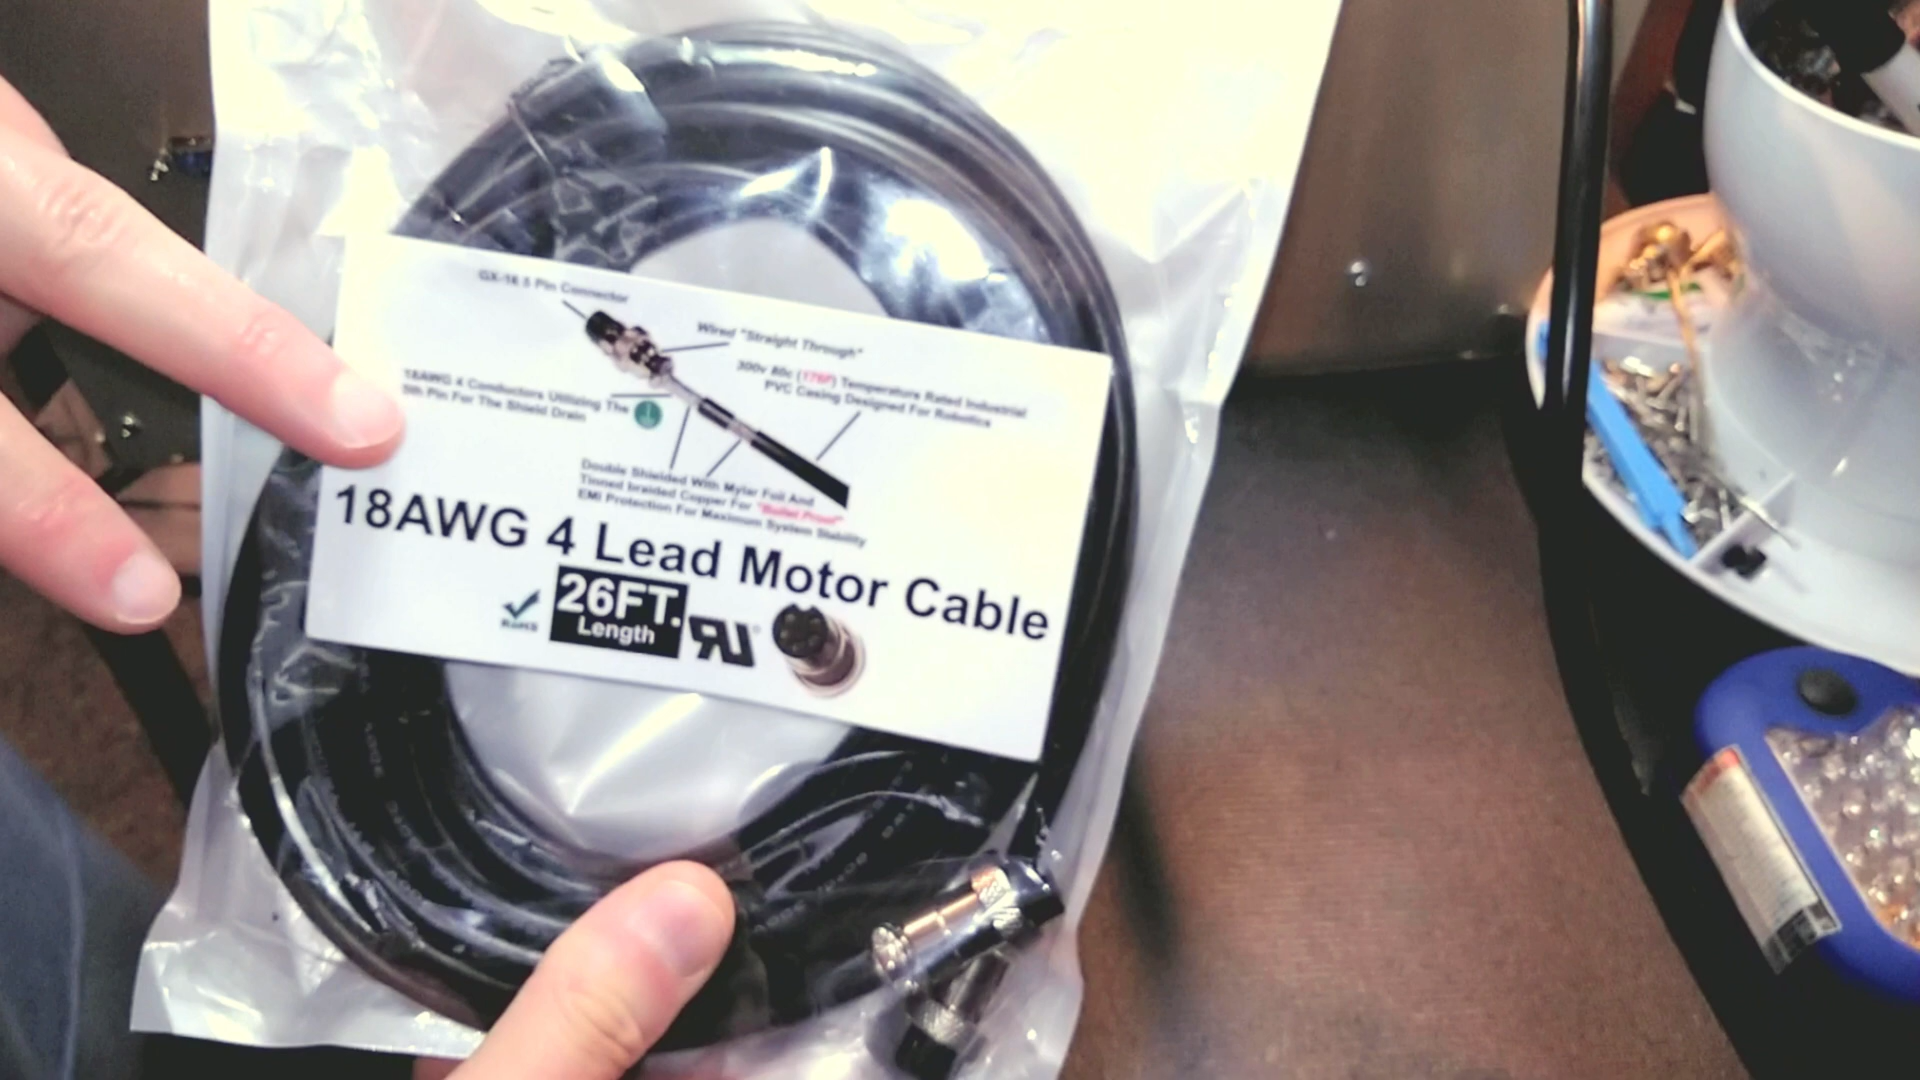 GX-16 5 Pin Connector
Wired "Straight Through"
300v 80c (176F) Temperature Rated Industrial
PVC Casing Designed For Robotics
18AWG 4 Conductors Utilizing The
5th Pin For The Shield Drain
Double Shielded With Mylar Foil And
Tinned braided Copper For "Bullet Proof"
EMI Protection For Maximum System Stability
18AWG 4 Lead Motor Cable
RoHS
26FT.
Length